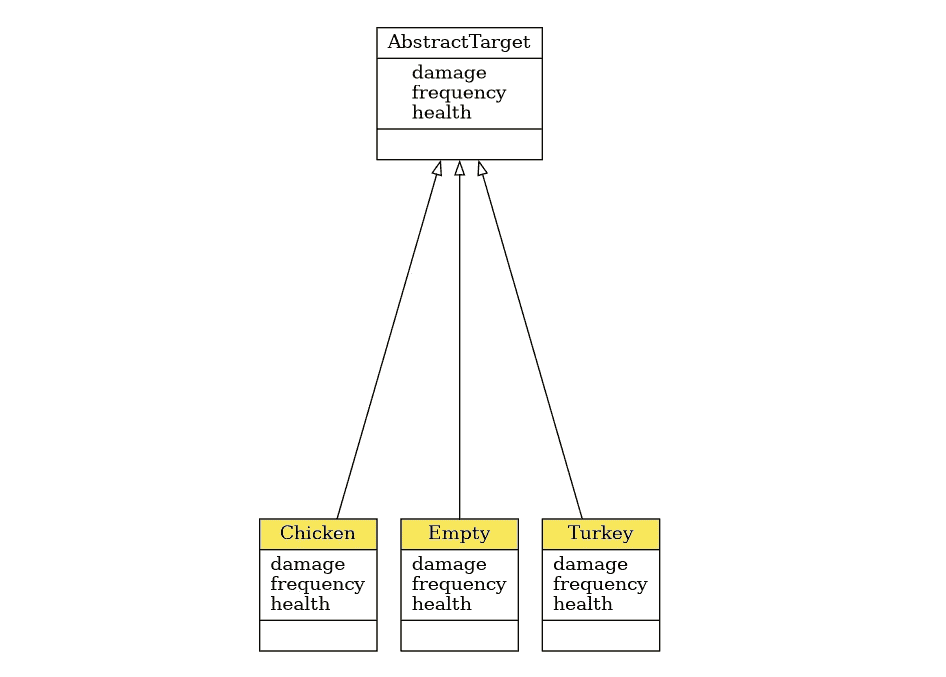 AbstractTarget
damage
frequency
health
Chicken
damage
frequency
health
Empty
damage
frequency
health
Turkey
damage
frequency
health